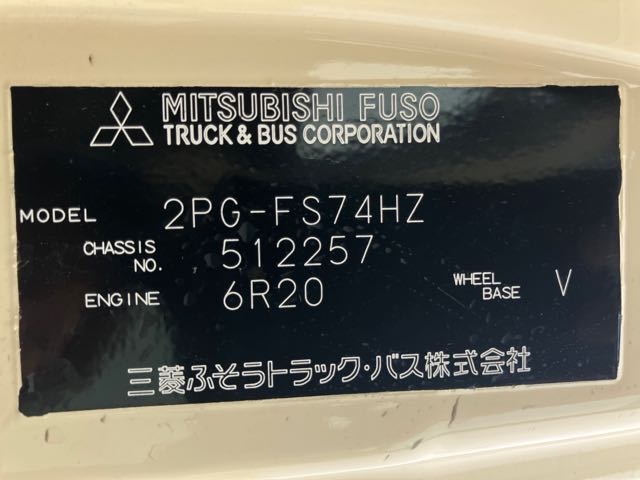 MITSUBISHI FUSO
TRUCK & BUS CORPORATION
MODEL 2PG-FS74HZ
CHASSIS NO. 512257
ENGINE 6R20 WHEEL BASE V
三菱ふそうトラック・バス株式会社